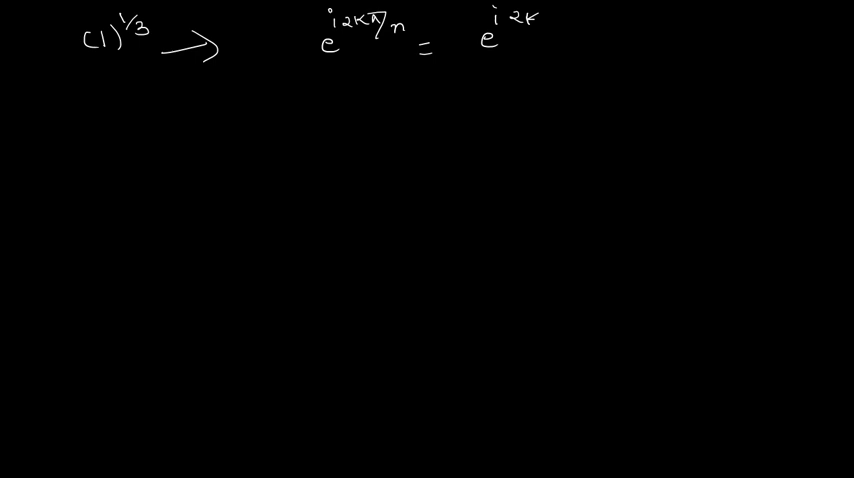 (1)^{1/3} → e^{i2kπ/n} = e^{i2k}